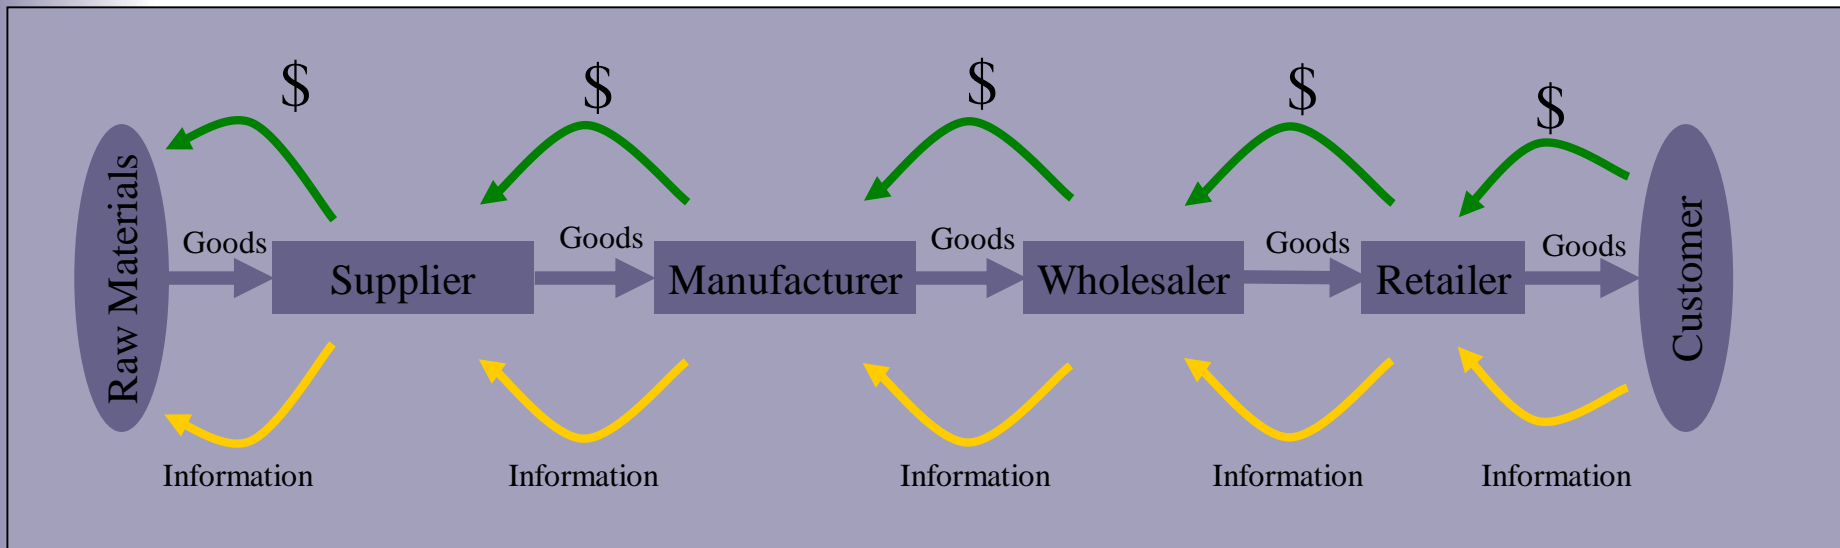 $ $ $ $ $
Raw Materials
Goods
Supplier
Goods
Manufacturer
Goods
Wholesaler
Goods
Retailer
Goods
Customer
Information Information Information Information Information